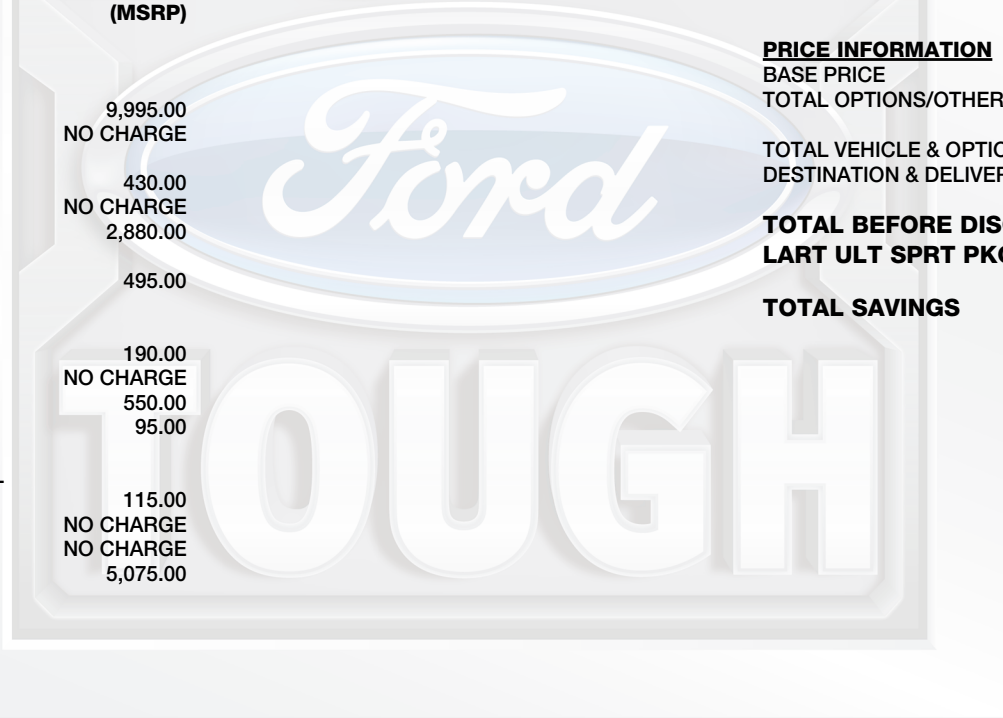 (MSRP)
9,995.00
NO CHARGE
430.00
NO CHARGE
2,880.00
495.00
190.00
NO CHARGE
550.00
95.00
115.00
NO CHARGE
NO CHARGE
5,075.00
PRICE INFORMATION
BASE PRICE
TOTAL OPTIONS/OTHER
TOTAL VEHICLE & OPTIO
DESTINATION & DELIVER
TOTAL BEFORE DISC
LART ULT SPRT PKG
TOTAL SAVINGS
Ford
TOUGH